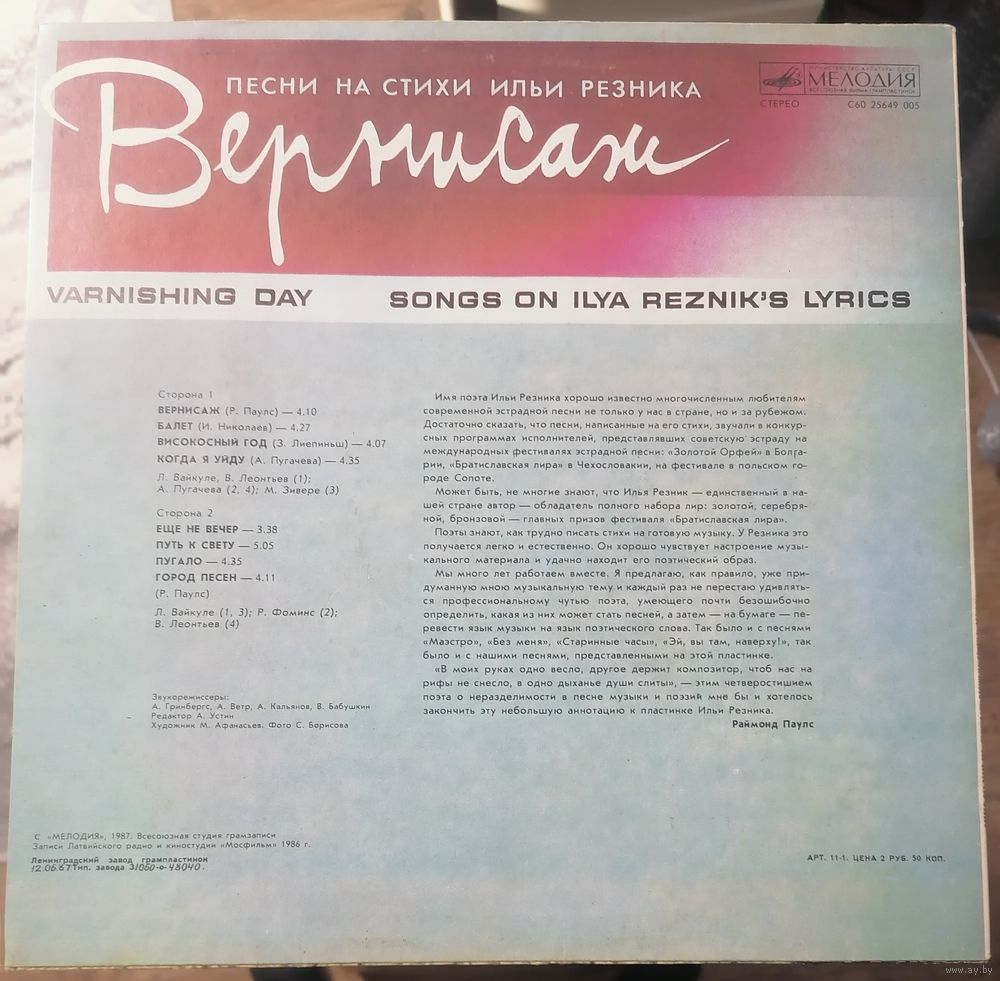 ПЕСНИ НА СТИХИ ИЛЬИ РЕЗНИКА
Вернисаж
МИНИСТЕРСТВО КУЛЬТУРЫ СССР
МЕЛОДИЯ
ВСЕСОЮЗНАЯ ФИРМА ГРАМПЛАСТИНОК
СТЕРЕО С60 25649 005
VARNISHING DAY SONGS ON ILYA REZNIK'S LYRICS
Сторона 1
ВЕРНИСАЖ (Р. Паулс) — 4.10
БАЛЕТ (И. Николаев) — 4.27
ВИСОКОСНЫЙ ГОД (З. Лиепиньш) — 4.07
КОГДА Я УЙДУ (А. Пугачева) — 4.35
Л. Вайкуле, В. Леонтьев (1);
А. Пугачева (2, 4); М. Зивере (3)
Сторона 2
ЕЩЕ НЕ ВЕЧЕР — 3.38
ПУТЬ К СВЕТУ — 5.05
ПУГАЛО — 4.35
ГОРОД ПЕСЕН — 4.11
(Р. Паулс)
Л. Вайкуле (1, 3); Р. Фоминс (2);
В. Леонтьев (4)
Звукорежиссеры:
А. Гринбергс, А. Ветр, А. Кальянов, В. Бабушкин
Редактор А. Устин
Художник М. Афанасьев. Фото С. Борисова
Имя поэта Ильи Резника хорошо известно многочисленным любителям
современной эстрадной песни не только у нас в стране, но и за рубежом.
Достаточно сказать, что песни, написанные на его стихи, звучали в конкур-
сных программах исполнителей, представлявших советскую эстраду на
международных фестивалях эстрадной песни: «Золотой Орфей» в Болга-
рии, «Братиславская лира» в Чехословакии, на фестивале в польском го-
роде Сопоте.
Может быть, не многие знают, что Илья Резник — единственный в на-
шей стране автор — обладатель полного набора лир: золотой, серебря-
ной, бронзовой — главных призов фестиваля «Братиславская лира».
Поэты знают, как трудно писать стихи на готовую музыку. У Резника это
получается легко и естественно. Он хорошо чувствует настроение музы-
кального материала и удачно находит его поэтический образ.
Мы много лет работаем вместе. Я предлагаю, как правило, уже при-
думанную мною музыкальную тему и каждый раз не перестаю удивлять-
ся профессиональному чутью поэта, умеющего почти безошибочно
определить, какая из них может стать песней, а затем — на бумаге — пе-
ревести язык музыки на язык поэтического слова. Так было и с песнями
«Маэстро», «Без меня», «Старинные часы», «Эй, вы там, наверху!», так
было и с нашими песнями, представленными на этой пластинке.
«В моих руках одно весло, другое держит композитор, чтоб нас на
рифы не снесло, в одно дыханье души слиты», — этим четверостишием
поэта о неразделимости в песне музыки и поэзий мне бы и хотелось
закончить эту небольшую аннотацию к пластинке Ильи Резника.
Раймонд Паулс
С «МЕЛОДИЯ», 1987. Всесоюзная студия грамзаписи
Записи Латвийского радио и киностудии «Мосфильм» 1986 г.
Ленинградский завод грампластинок
12.06.87. Тип. завода 31060-0-48040.
АРТ. 11-1. ЦЕНА 2 РУБ. 50 КОП.
www.ay.by